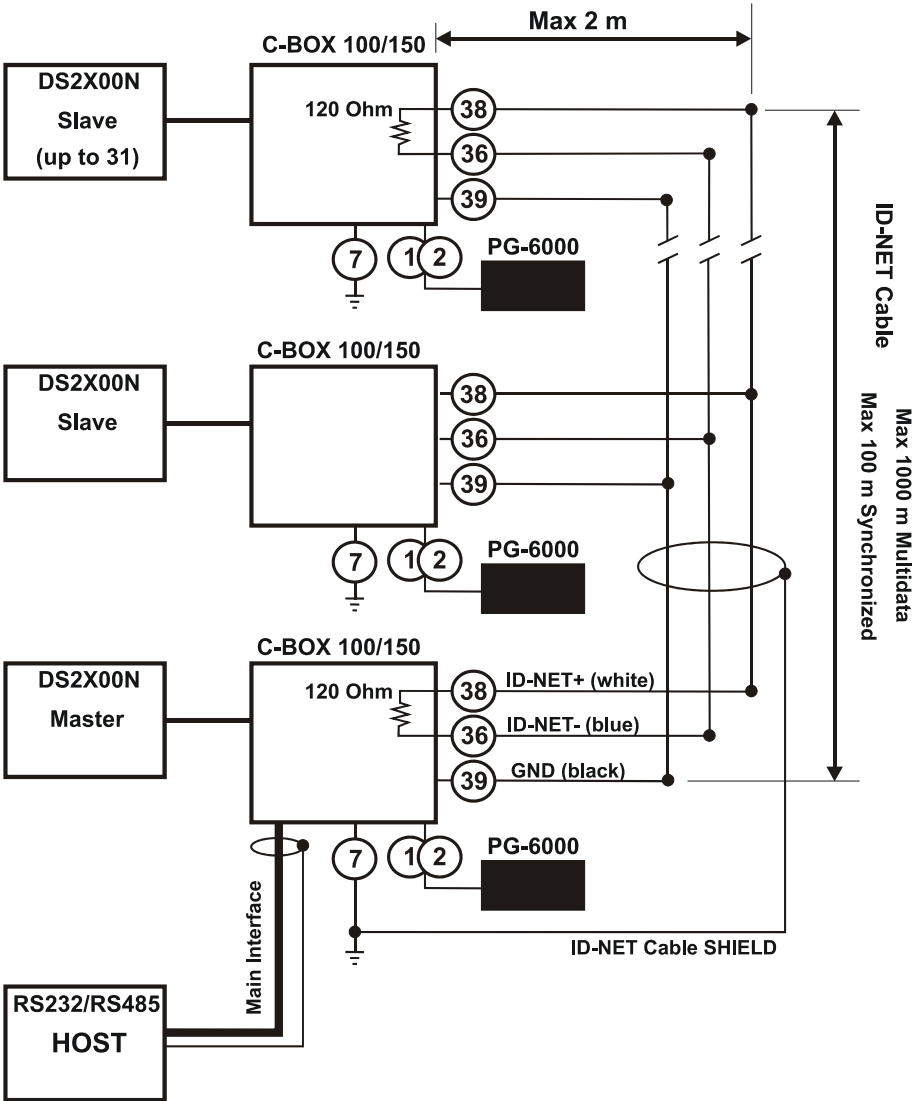 Max 2 m
C-BOX 100/150
DS2X00N
Slave
(up to 31)
120 Ohm
38
36
39
7
1
2
PG-6000
ID-NET Cable
Max 1000 m Multidata
Max 100 m Synchronized
C-BOX 100/150
DS2X00N
Slave
38
36
39
7
1
2
PG-6000
C-BOX 100/150
DS2X00N
Master
120 Ohm
38
ID-NET+ (white)
36
ID-NET- (blue)
39
GND (black)
7
1
2
PG-6000
Main Interface
ID-NET Cable SHIELD
RS232/RS485
HOST